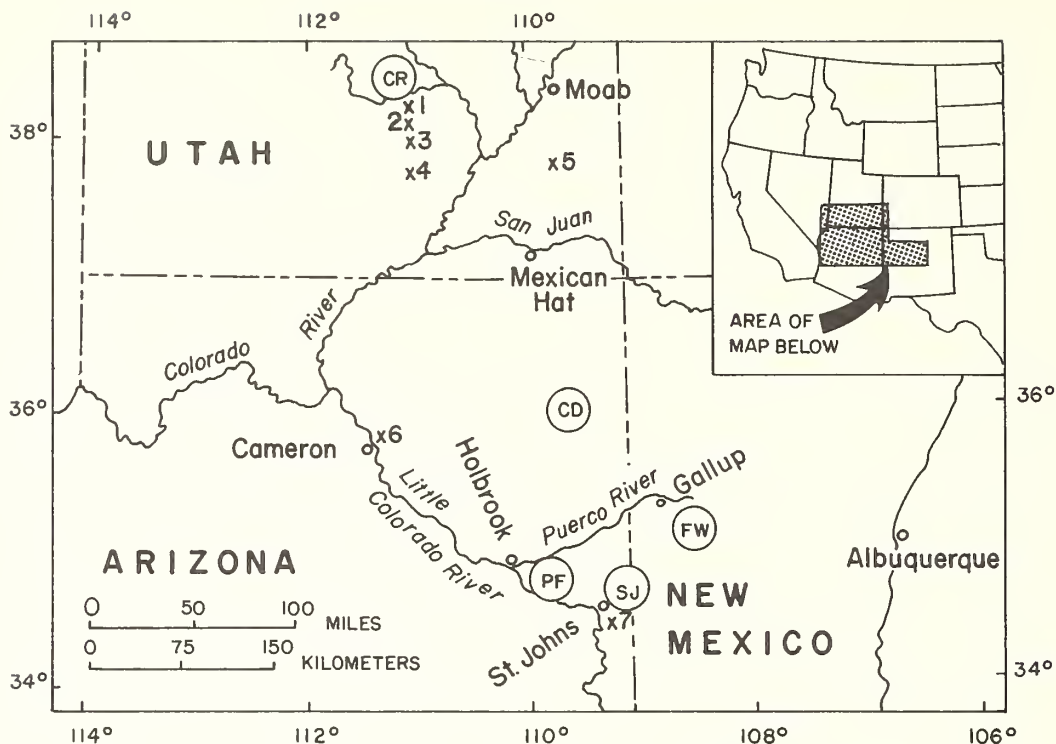 114° 112° 110°
CR
Moab
x1
2x
38°
x3
UTAH
x4
x5
San Juan
Mexican
Hat
AREA OF
MAP BELOW
River
Colorado
36° 36°
CD
x6
Cameron
Holbrook
Little
Colorado River
Puerco River
Gallup
FW
Albuquerque
ARIZONA
PF
SJ
NEW
MEXICO
x7
St. Johns
0 50 100
MILES
0 75 150
KILOMETERS
34° 34°
114° 112° 110° 108° 106°